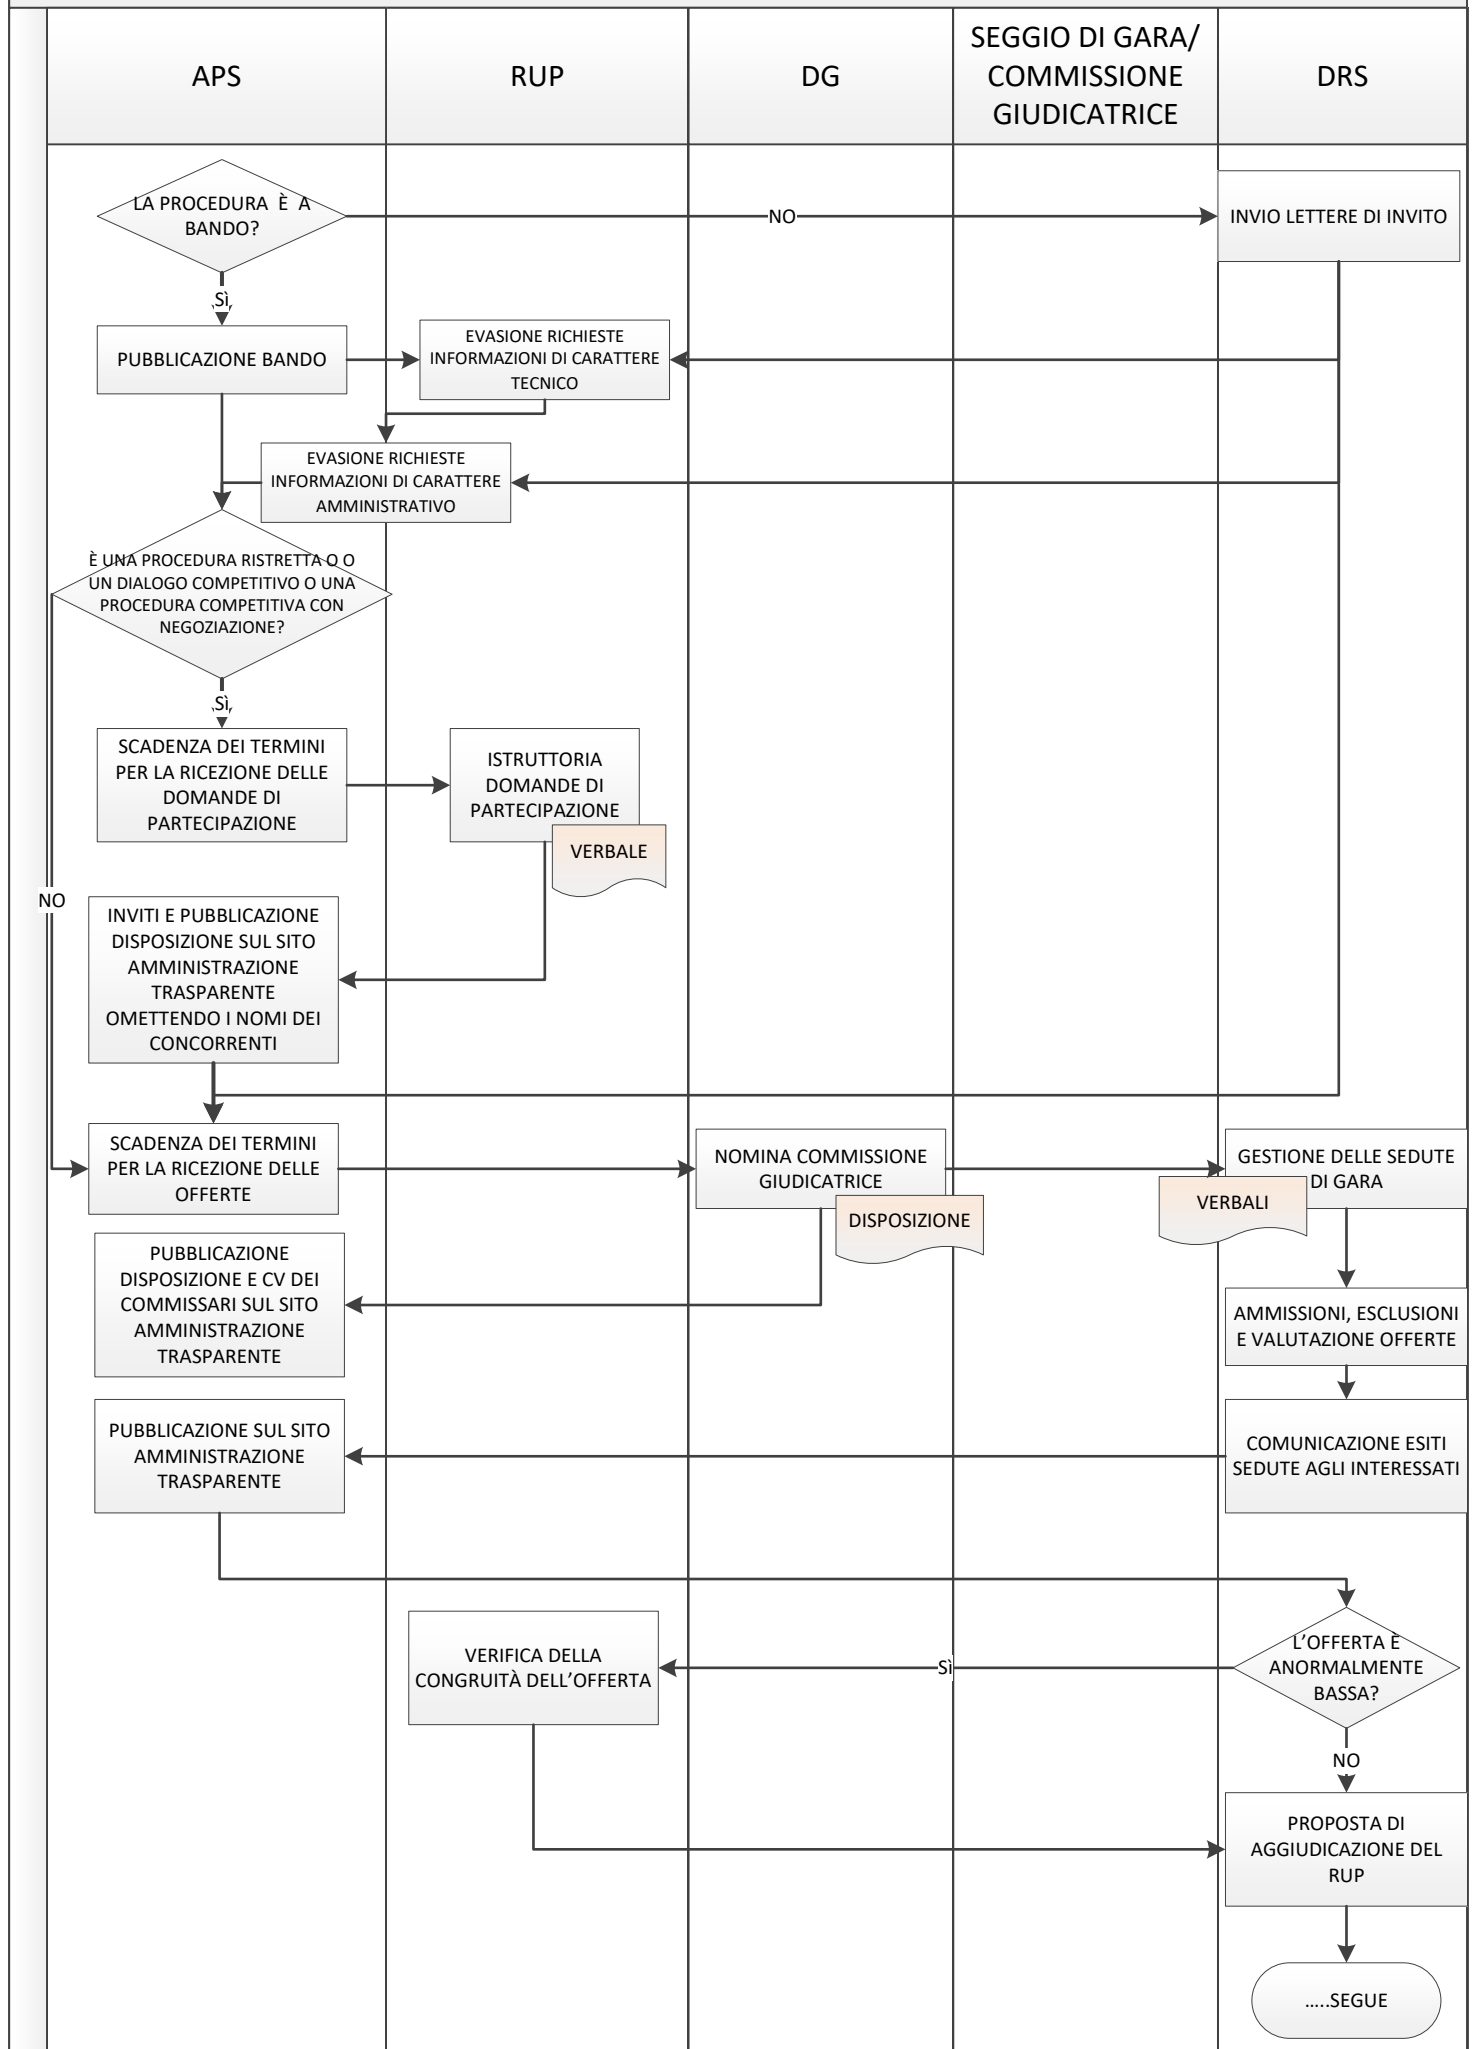 APS
RUP
DG
SEGGIO DI GARA/
COMMISSIONE
GIUDICATRICE
DRS
LA PROCEDURA È A
BANDO?
NO
INVIO LETTERE DI INVITO
Sì
PUBBLICAZIONE BANDO
EVASIONE RICHIESTE
INFORMAZIONI DI CARATTERE
TECNICO
EVASIONE RICHIESTE
INFORMAZIONI DI CARATTERE
AMMINISTRATIVO
È UNA PROCEDURA RISTRETTA O O
UN DIALOGO COMPETITIVO O UNA
PROCEDURA COMPETITIVA CON
NEGOZIAZIONE?
Sì
SCADENZA DEI TERMINI
PER LA RICEZIONE DELLE
DOMANDE DI
PARTECIPAZIONE
ISTRUTTORIA
DOMANDE DI
PARTECIPAZIONE
VERBALE
NO
INVITI E PUBBLICAZIONE
DISPOSIZIONE SUL SITO
AMMINISTRAZIONE
TRASPARENTE
OMETTENDO I NOMI DEI
CONCORRENTI
SCADENZA DEI TERMINI
PER LA RICEZIONE DELLE
OFFERTE
NOMINA COMMISSIONE
GIUDICATRICE
DISPOSIZIONE
GESTIONE DELLE SEDUTE
DI GARA
VERBALI
PUBBLICAZIONE
DISPOSIZIONE E CV DEI
COMMISSARI SUL SITO
AMMINISTRAZIONE
TRASPARENTE
AMMISSIONI, ESCLUSIONI
E VALUTAZIONE OFFERTE
PUBBLICAZIONE SUL SITO
AMMINISTRAZIONE
TRASPARENTE
COMUNICAZIONE ESITI
SEDUTE AGLI INTERESSATI
VERIFICA DELLA
CONGRUITÀ DELL’OFFERTA
Sì
L’OFFERTA È
ANORMALMENTE
BASSA?
NO
PROPOSTA DI
AGGIUDICAZIONE DEL
RUP
…..SEGUE